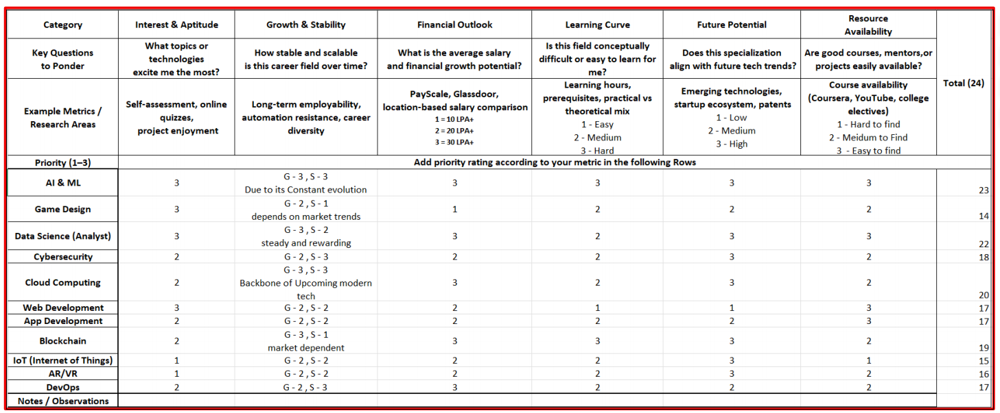 Category Interest & Aptitude Growth & Stability Financial Outlook Learning Curve Future Potential Resource
Availability Total (24)
Key Questions
to Ponder What topics or
technologies
excite me the most? How stable and scalable
is this career field over time? What is the average salary
and financial growth potential? Is this field conceptually
difficult or easy to learn for
me? Does this specialization
align with future tech trends? Are good courses, mentors,or
projects easily available?
Example Metrics /
Research Areas Self-assessment, online
quizzes,
project enjoyment Long-term employability,
automation resistance, career
diversity PayScale, Glassdoor,
location-based salary comparison
1 = 10 LPA+
2 = 20 LPA+
3 = 30 LPA+ Learning hours,
prerequisites, practical vs
theoretical mix
1 - Easy
2 - Medium
3 - Hard Emerging technologies,
startup ecosystem, patents
1 - Low
2 - Medium
3 - High Course availability
(Coursera, YouTube, college
electives)
1 - Hard to find
2 - Meidum to Find
3 - Easy to find
Priority (1–3) Add priority rating according to your metric in the following Rows
AI & ML 3 G - 3 , S - 3
Due to its Constant evolution 3 3 3 3 23
Game Design 3 G - 2 , S - 1
depends on market trends 1 2 2 2 14
Data Science (Analyst) 3 G - 3 , S - 2
steady and rewarding 3 2 3 3 22
Cybersecurity 2 G - 2 , S - 3 2 2 3 2 18
Cloud Computing 2 G - 3 , S - 3
Backbone of Upcoming modern
tech 3 2 3 2 20
Web Development 3 G - 2 , S - 2 2 1 1 3 17
App Development 2 G - 2 , S - 2 2 2 2 3 17
Blockchain 2 G - 3 , S - 1
market dependent 3 3 3 2 19
IoT (Internet of Things) 1 G - 2 , S - 2 2 2 3 1 15
AR/VR 1 G - 2 , S - 2 2 2 3 2 16
DevOps 2 G - 2 , S - 3 3 2 2 2 17
Notes / Observations